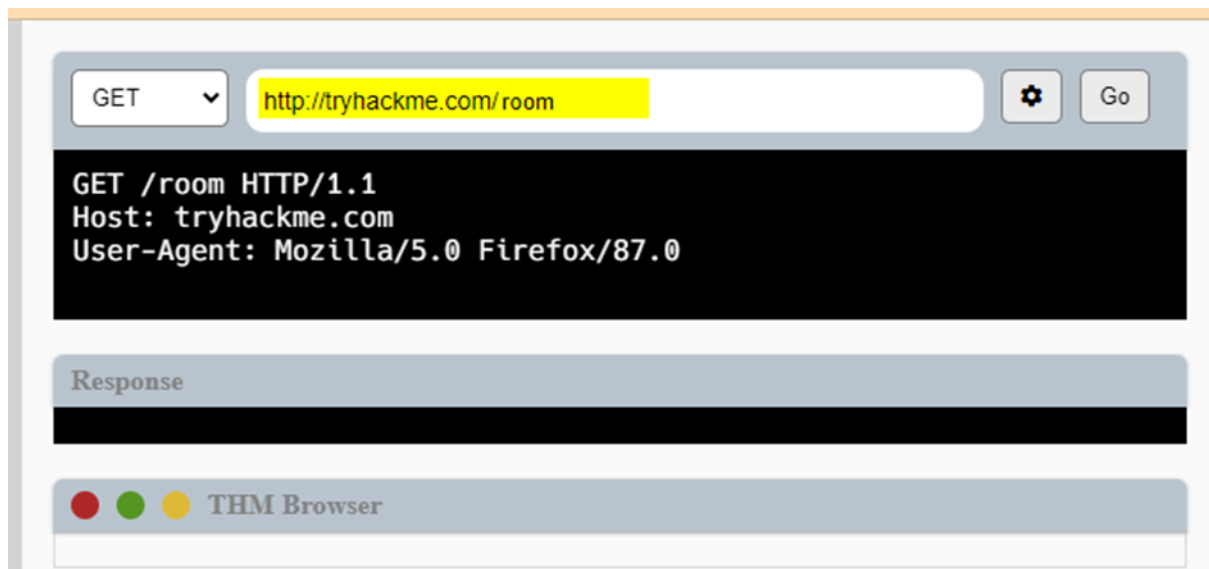 GET http://tryhackme.com/room Go
GET /room HTTP/1.1
Host: tryhackme.com
User-Agent: Mozilla/5.0 Firefox/87.0
Response
THM Browser